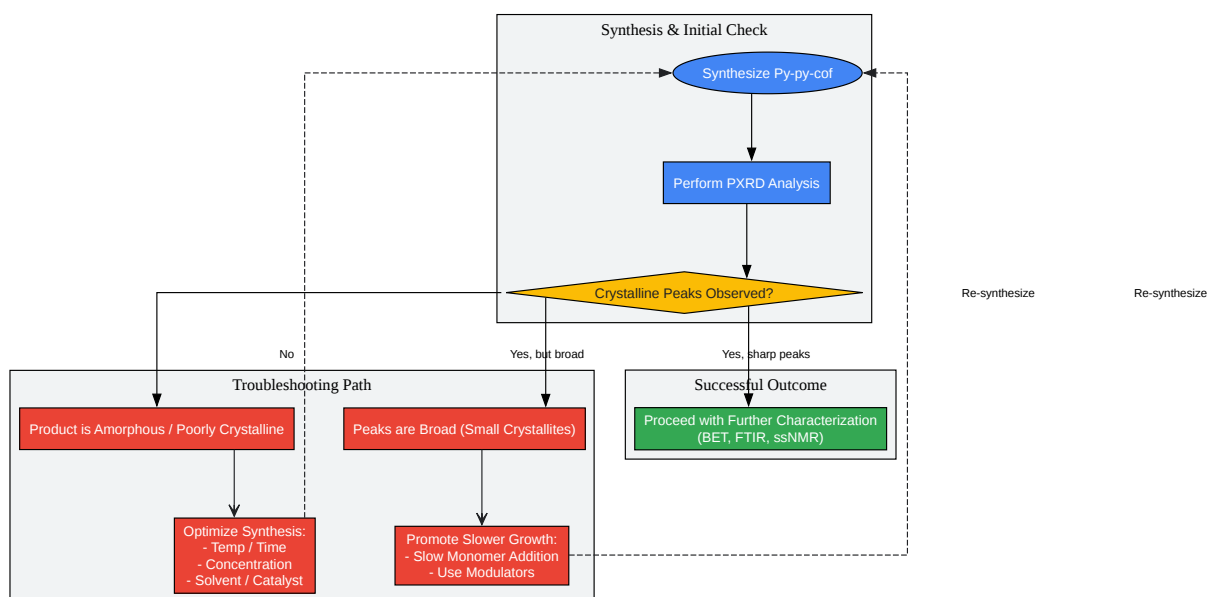 Synthesis & Initial Check
Synthesize Py-py-cof
Perform PXRD Analysis
Crystalline Peaks Observed?
Re-synthesize
Re-synthesize
No
Yes, but broad
Yes, sharp peaks
Troubleshooting Path
Successful Outcome
Product is Amorphous / Poorly Crystalline
Peaks are Broad (Small Crystallites)
Proceed with Further Characterization
(BET, FTIR, ssNMR)
Optimize Synthesis:
- Temp / Time
- Concentration
- Solvent / Catalyst
Promote Slower Growth:
- Slow Monomer Addition
- Use Modulators